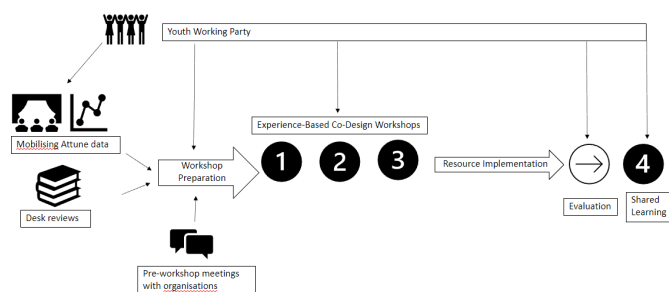 Youth Working Party
Experience-Based Co-Design Workshops
Mobilising Attune data
Workshop
Preparation
1
2
3
Resource Implementation
4
Desk reviews
Evaluation
Shared
Learning
Pre-workshop meetings
with organisations